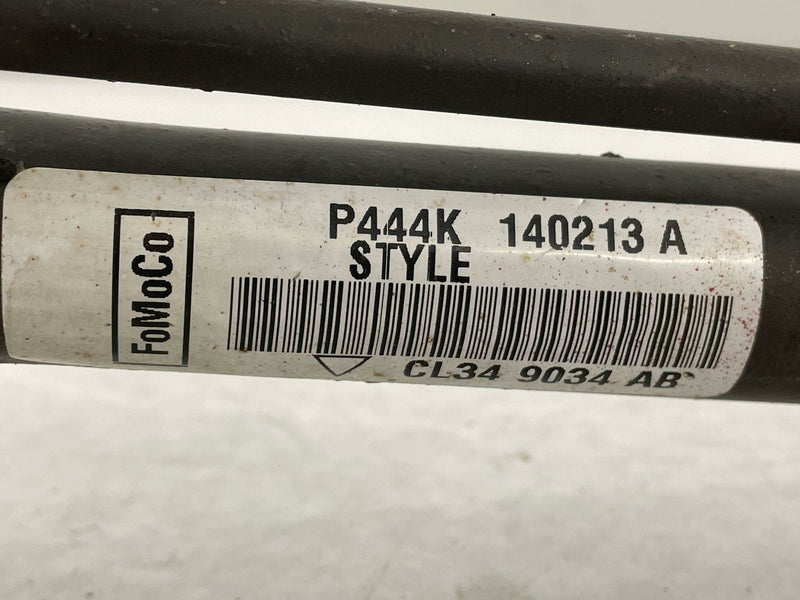 FoMoCo
P444K 140213 A
STYLE
CL34 9034 AB